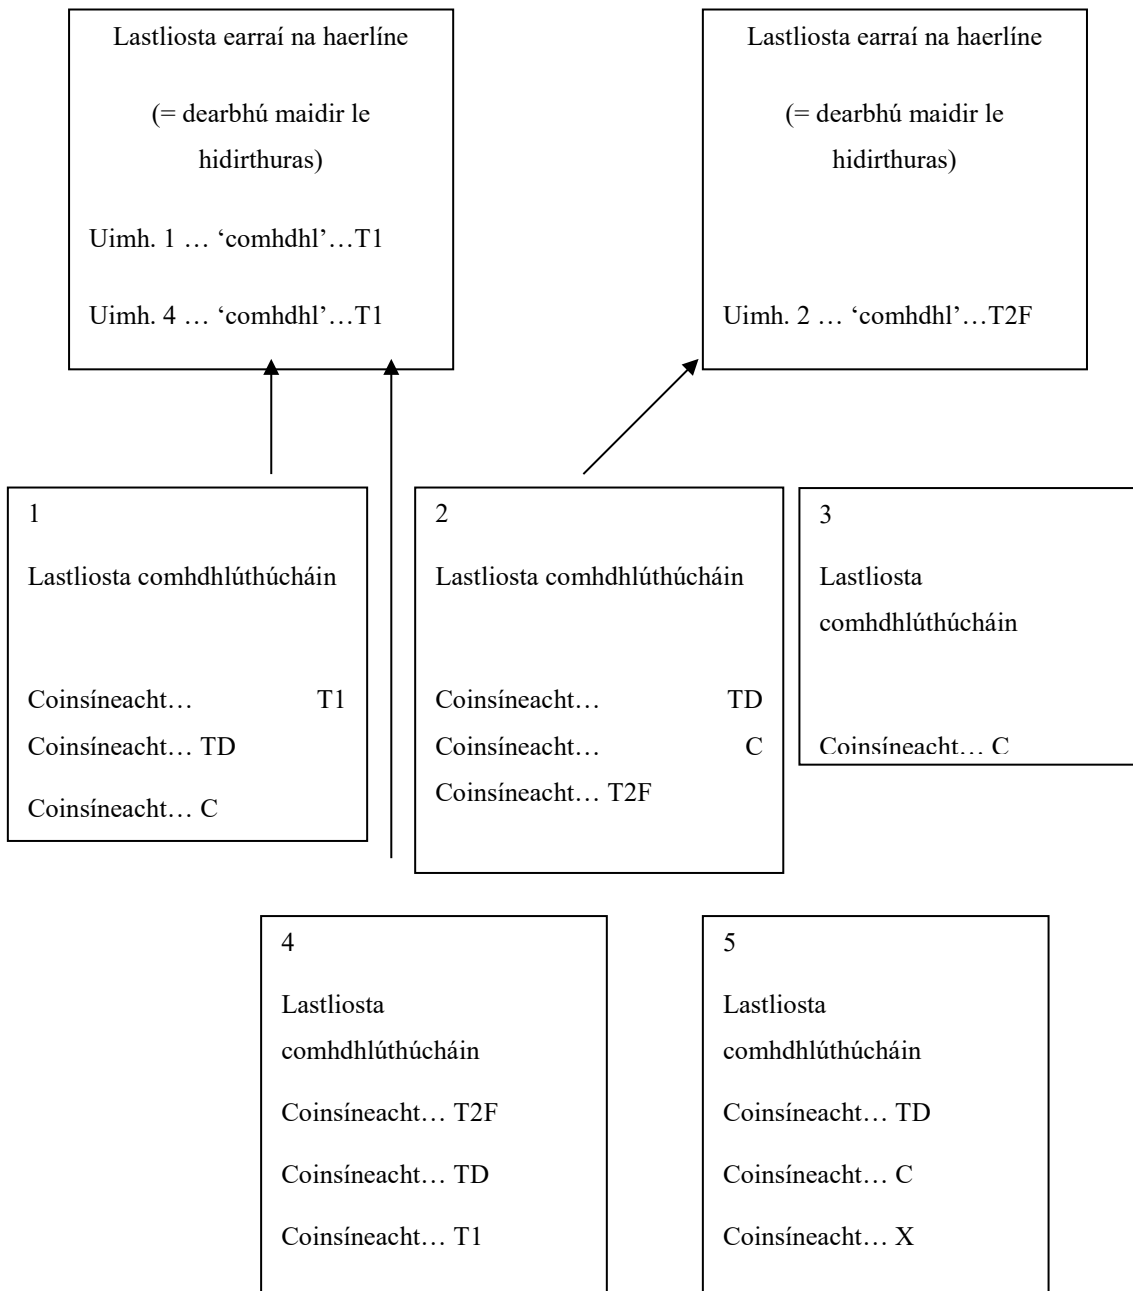 Lastliosta earraí na haerlíne
(= dearbhú maidir le
hidirthuras)
Uimh. 1 … ‘comhdhl’…T1
Uimh. 4 … ‘comhdhl’…T1
Lastliosta earraí na haerlíne
(= dearbhú maidir le
hidirthuras)
Uimh. 2 … ‘comhdhl’…T2F
1
Lastliosta comhdhlúthúcháin
Coinsíneacht… T1
Coinsíneacht… TD
Coinsíneacht… C
2
Lastliosta comhdhlúthúcháin
Coinsíneacht… TD
Coinsíneacht… C
Coinsíneacht… T2F
3
Lastliosta
comhdhlúthúcháin
Coinsíneacht… C
4
Lastliosta
comhdhlúthúcháin
Coinsíneacht… T2F
Coinsíneacht… TD
Coinsíneacht… T1
5
Lastliosta
comhdhlúthúcháin
Coinsíneacht… TD
Coinsíneacht… C
Coinsíneacht… X